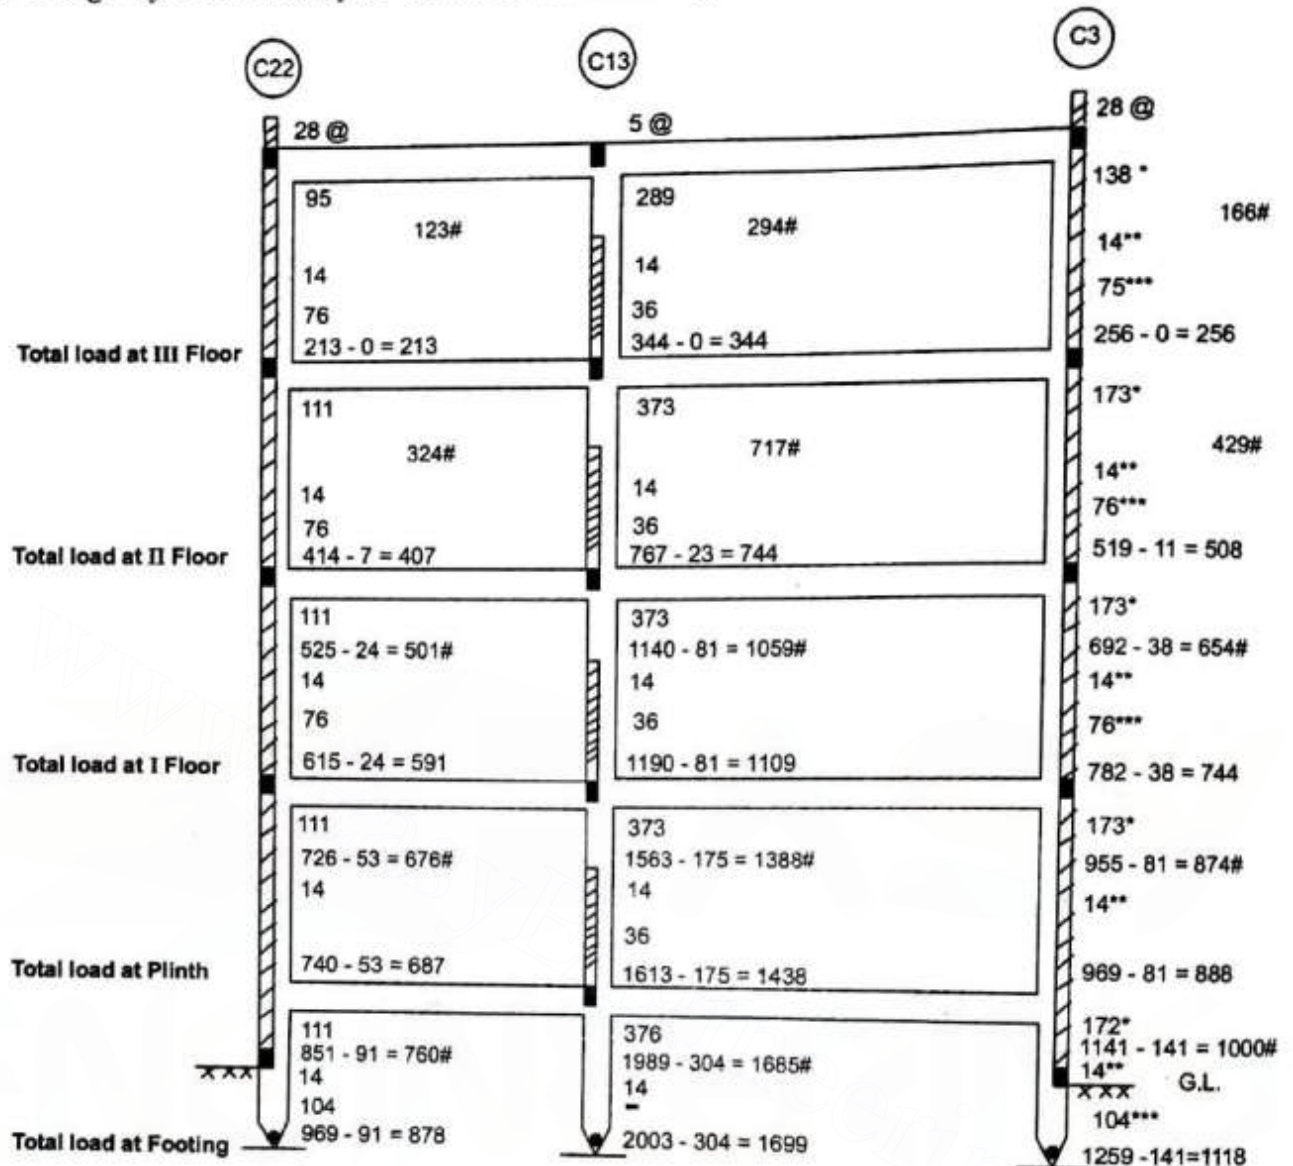 C22 C13 C3
28 @ 5 @ 28 @
95 289 138 *
123# 294# 166#
14 14 14**
76 36 75***
Total load at III Floor 213 - 0 = 213 344 - 0 = 344 256 - 0 = 256
111 373 173*
324# 717# 429#
14 14 14**
76 36 76***
Total load at II Floor 414 - 7 = 407 767 - 23 = 744 519 - 11 = 508
111 373 173*
525 - 24 = 501# 1140 - 81 = 1059# 692 - 38 = 654#
14 14 14**
76 36 76***
Total load at I Floor 615 - 24 = 591 1190 - 81 = 1109 782 - 38 = 744
111 373 173*
726 - 53 = 676# 1563 - 175 = 1388# 955 - 81 = 874#
14 14 14**
36
Total load at Plinth 740 - 53 = 687 1613 - 175 = 1438 969 - 81 = 888
111 376 172*
851 - 91 = 760# 1989 - 304 = 1685# 1141 - 141 = 1000#
14 14 14** G.L.
104 - 104***
Total load at Footing 969 - 91 = 878 2003 - 304 = 1699 1259 -141=1118